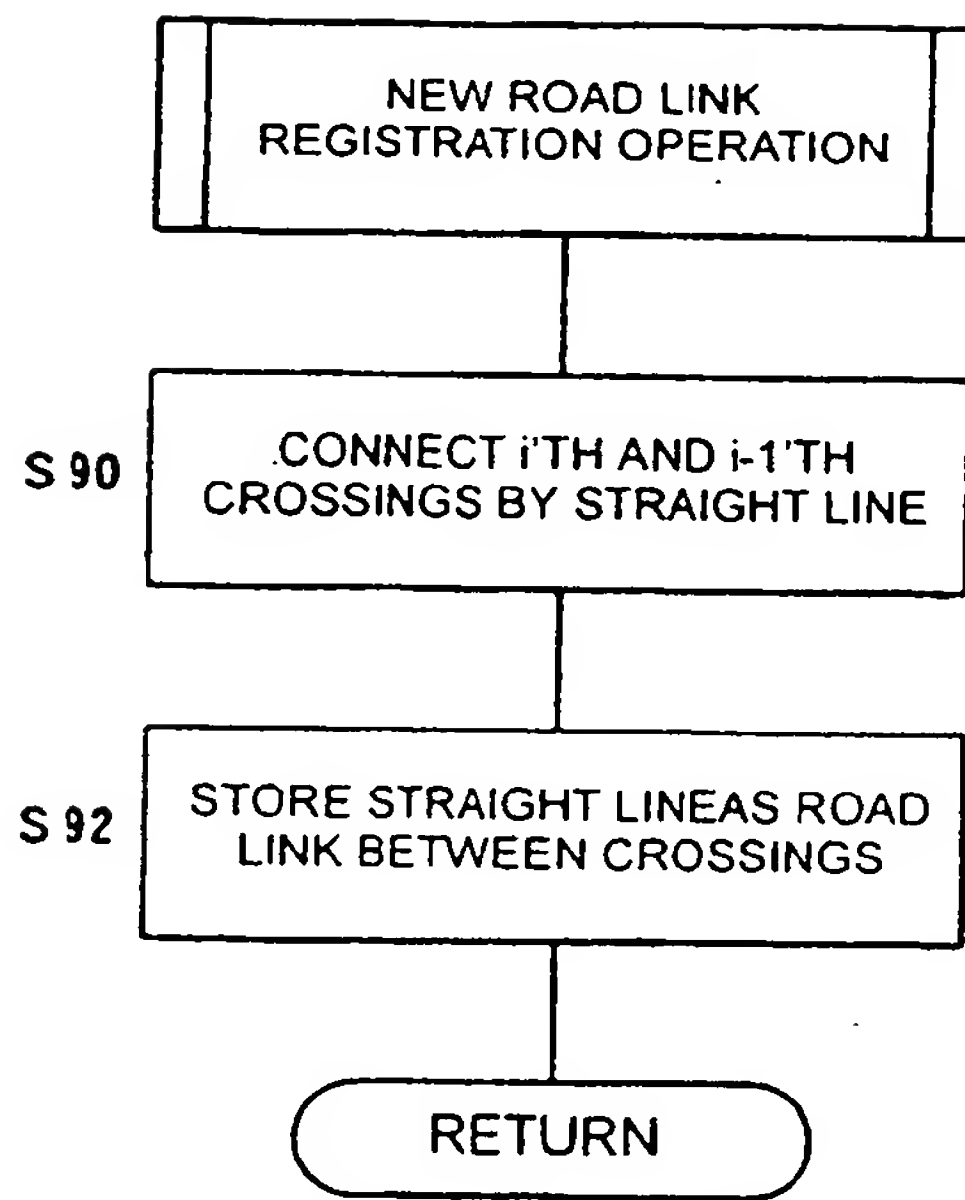 NEW ROAD LINK
REGISTRATION OPERATION
S 90
CONNECT i'TH AND i-1'TH
CROSSINGS BY STRAIGHT LINE
S 92
STORE STRAIGHT LINEAS ROAD
LINK BETWEEN CROSSINGS
RETURN